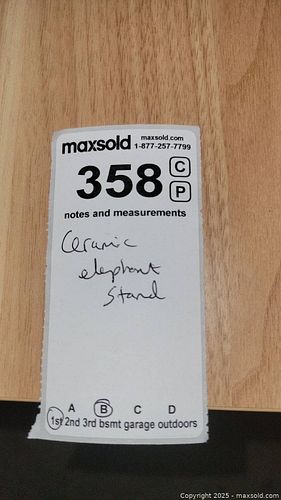 maxsold maxsold.com
1-877-257-7799
358 C
P
notes and measurements
Ceramic
elephant
Stand
A B C D
1st 2nd 3rd bsmt garage outdoors
Copyright 2025 - maxsold.com